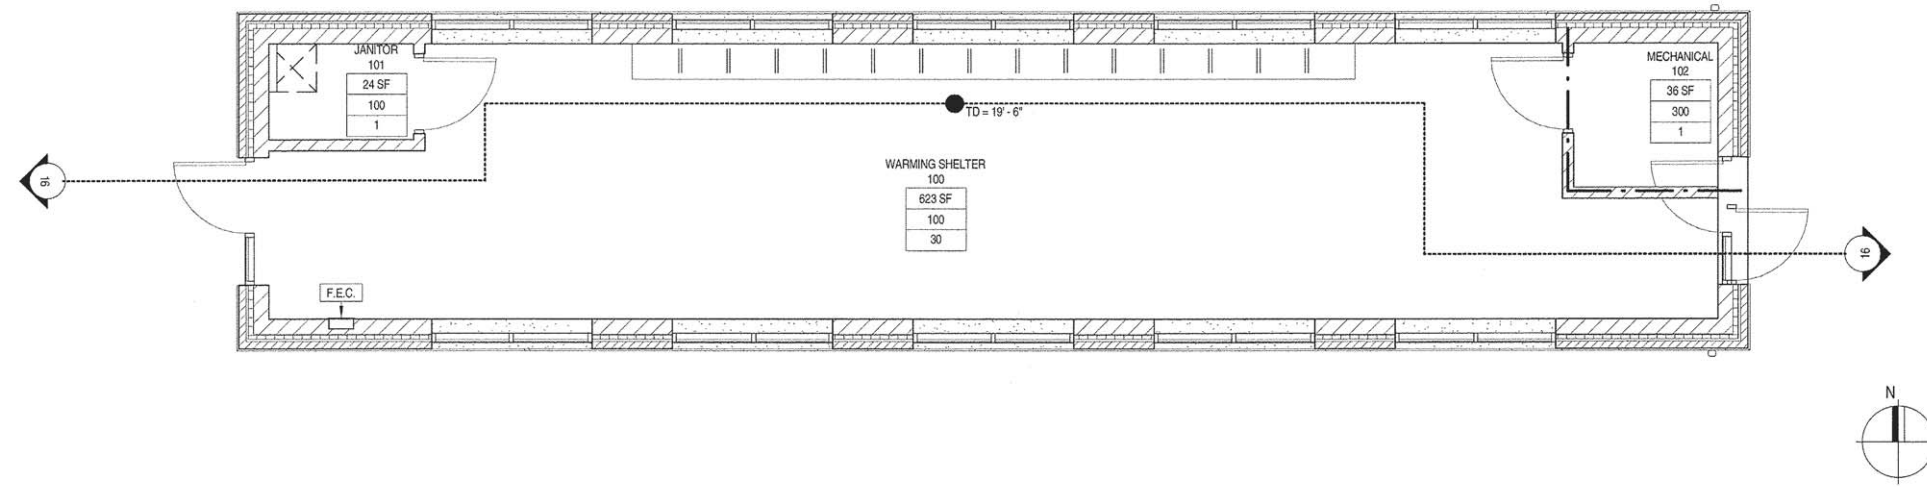 JANITOR
101
24 SF
100
1
MECHANICAL
102
36 SF
300
1
TD = 19' - 6"
WARMING SHELTER
100
623 SF
100
30
16
16
F.E.C.
N